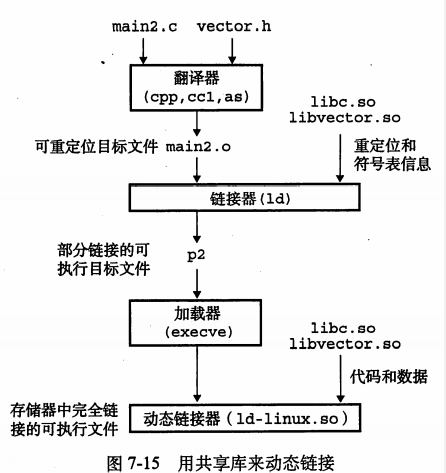 main2.c vector.h
翻译器
(cpp,cc1,as)
libc.so
libvector.so
可重定位目标文件 main2.o
重定位和
符号表信息
链接器(ld)
部分链接的可
执行目标文件
p2
加载器
(execve)
libc.so
libvector.so
代码和数据
存储器中完全链
接的可执行文件
动态链接器(ld-linux.so)
图 7-15 用共享库来动态链接